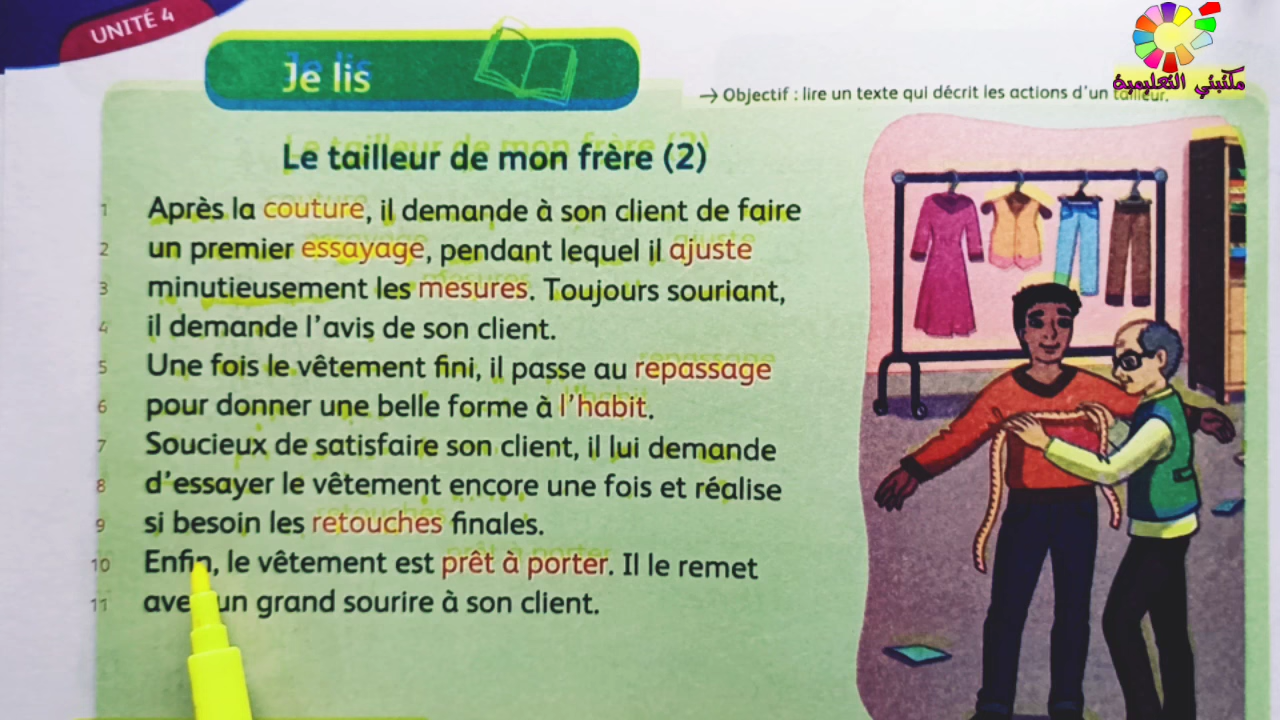 UNITÉ 4
Je lis
مكتبتي التعليمية
→ Objectif : lire un texte qui décrit les actions d'un tailleur.
Le tailleur de mon frère (2)
1 Après la couture, il demande à son client de faire
2 un premier essayage, pendant lequel il ajuste
3 minutieusement les mesures. Toujours souriant,
4 il demande l'avis de son client.
5 Une fois le vêtement fini, il passe au repassage
6 pour donner une belle forme à l'habit.
7 Soucieux de satisfaire son client, il lui demande
8 d'essayer le vêtement encore une fois et réalise
9 si besoin les retouches finales.
10 Enfin, le vêtement est prêt à porter. Il le remet
11 avec un grand sourire à son client.